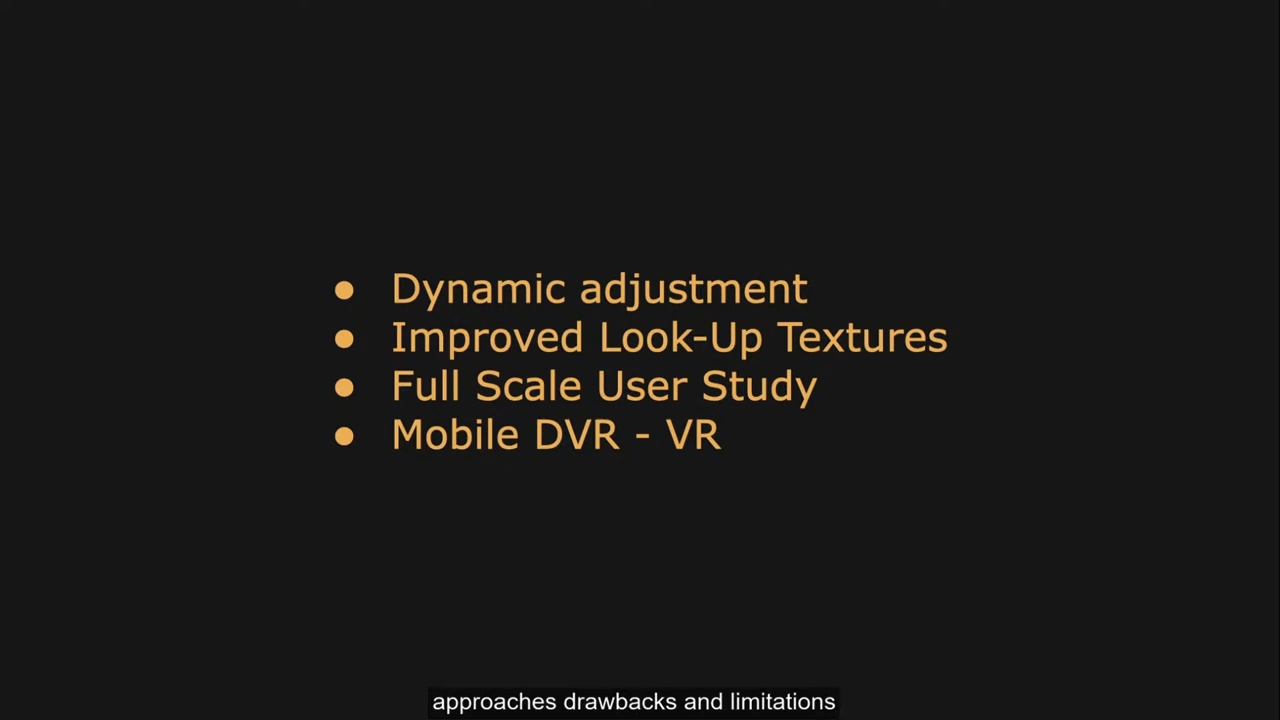 ● Dynamic adjustment
● Improved Look-Up Textures
● Full Scale User Study
● Mobile DVR - VR
approaches drawbacks and limitations